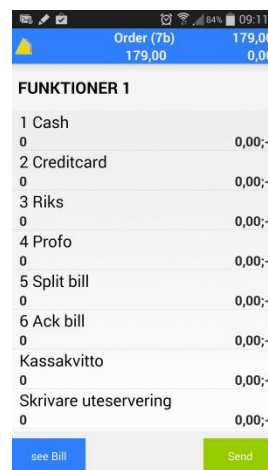 84% 09:11
Order (7b) 179,00
179,00 0,00
FUNKTIONER 1
1 Cash
0 0,00;-
2 Creditcard
0 0,00;-
3 Riks
0 0,00;-
4 Profo
0 0,00;-
5 Split bill
0 0,00;-
6 Ack bill
0 0,00;-
Kassakvitto
0 0,00;-
Skrivare uteservering
0 0,00;-
see Bill Send